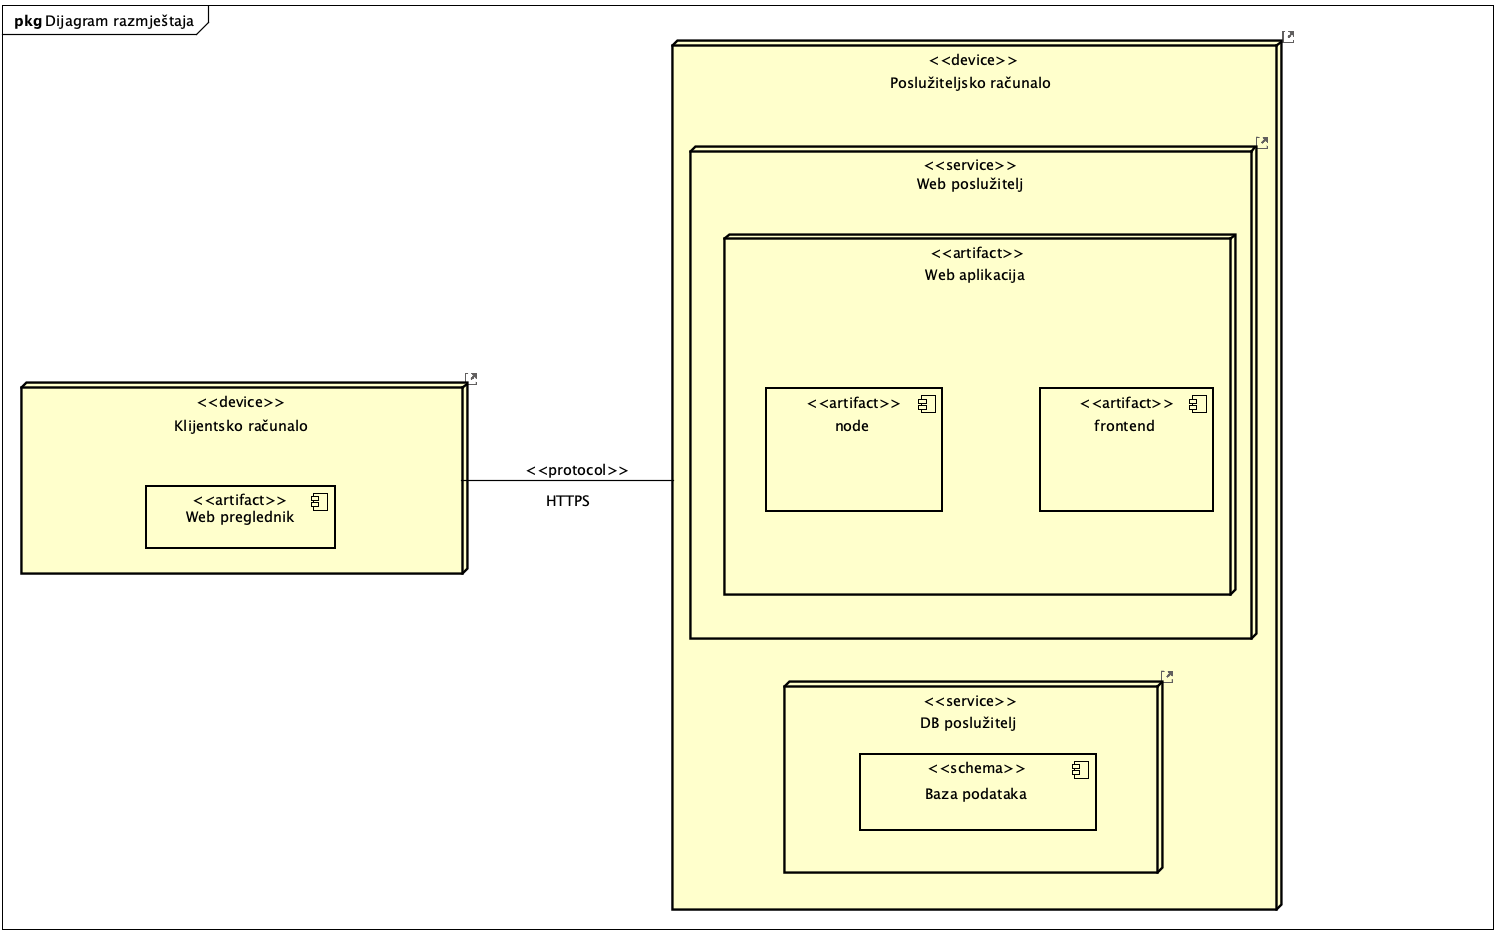 pkg Dijagram razmještaja
<<device>>
Poslužiteljsko računalo
<<service>>
Web poslužitelj
<<artifact>>
Web aplikacija
<<artifact>>
node
<<artifact>>
frontend
<<device>>
Klijentsko računalo
<<artifact>>
Web preglednik
<<protocol>>
HTTPS
<<service>>
DB poslužitelj
<<schema>>
Baza podataka